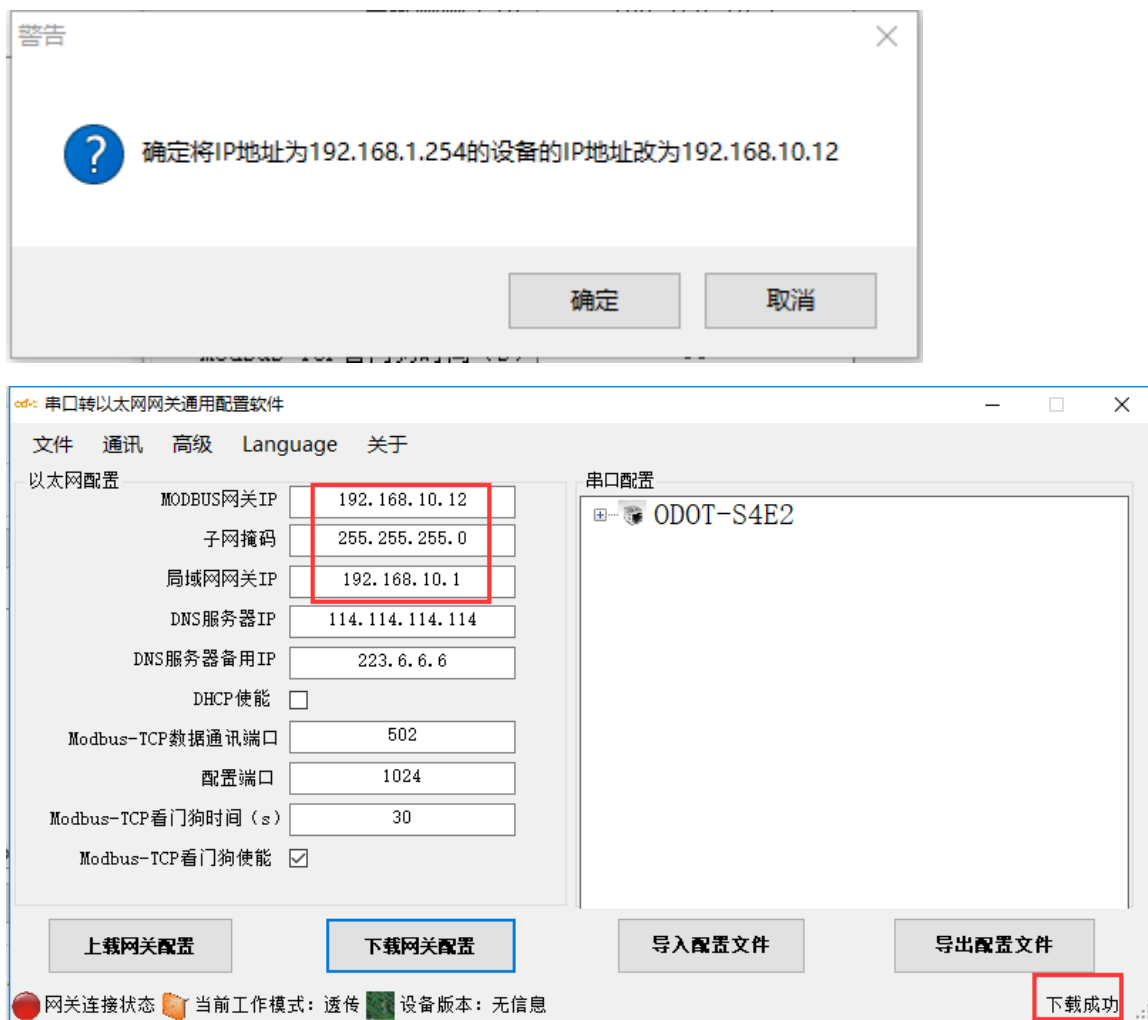 警告
确定将IP地址为192.168.1.254的设备的IP地址改为192.168.10.12
确定
取消
串口转以太网网关通用配置软件
文件 通讯 高级 Language 关于
以太网配置
MODBUS网关IP 192.168.10.12
子网掩码 255.255.255.0
局域网网关IP 192.168.10.1
DNS服务器IP 114.114.114.114
DNS服务器备用IP 223.6.6.6
DHCP使能
Modbus-TCP数据通讯端口 502
配置端口 1024
Modbus-TCP看门狗时间（s） 30
Modbus-TCP看门狗使能
串口配置
ODOT-S4E2
上载网关配置 下载网关配置 导入配置文件 导出配置文件
网关连接状态 当前工作模式：透传 设备版本：无信息 下载成功